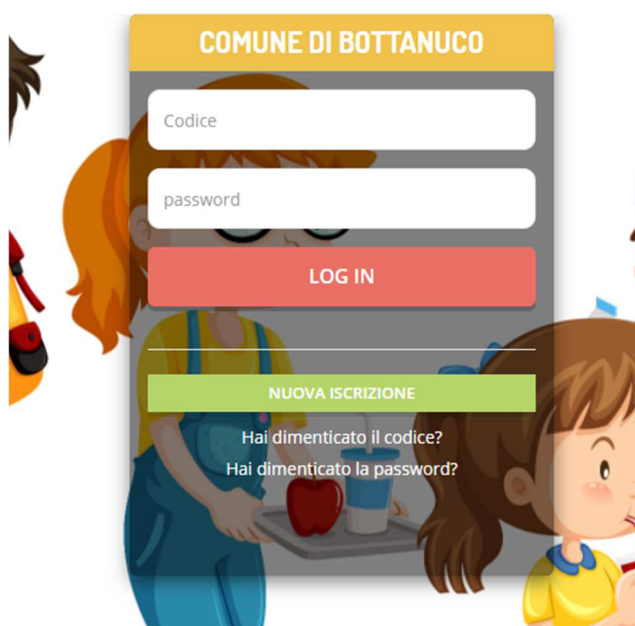 COMUNE DI BOTTANUCO
Codice
password
LOG IN
NUOVA ISCRIZIONE
Hai dimenticato il codice?
Hai dimenticato la password?